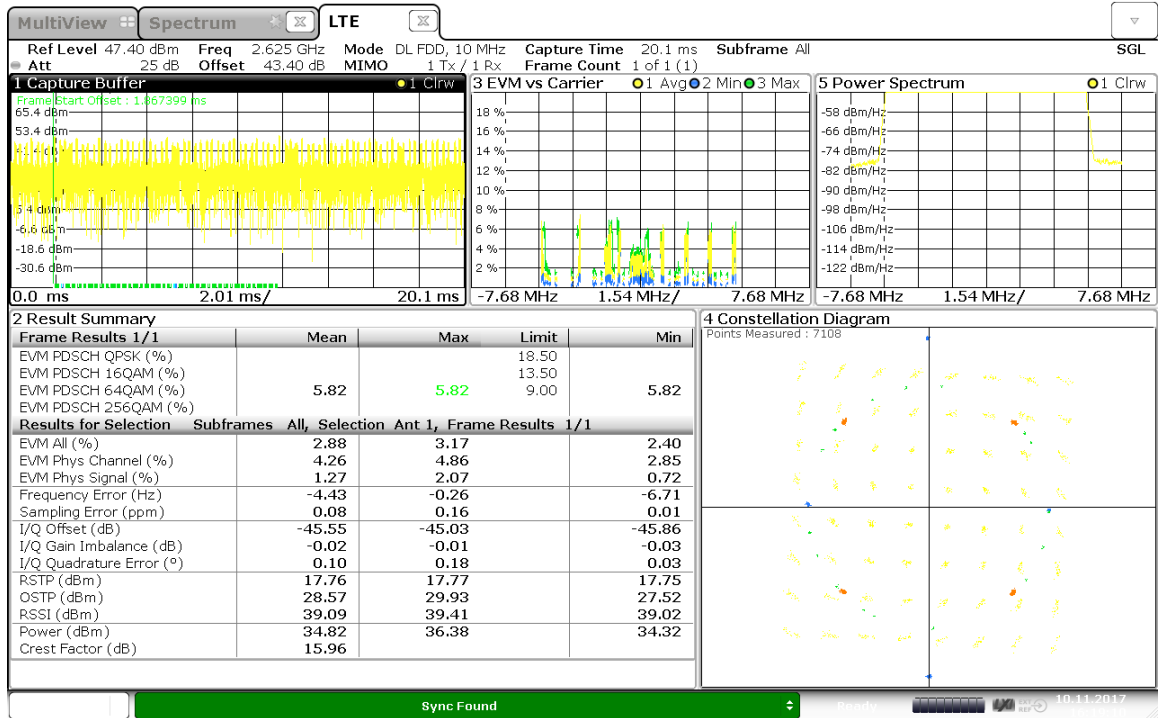 MultiView Spectrum LTE
Ref Level 47.40 dBm Freq 2.625 GHz Mode DL FDD, 10 MHz Capture Time 20.1 ms Subframe All SGL
Att 25 dB Offset 43.40 dB MIMO 1 Tx / 1 Rx Frame Count 1 of 1 (1)
1 Capture Buffer 1 Clrw
Frame Start Offset : 1.867399 ms
65.4 dBm
53.4 dBm
5.4 dBm
-6.6 dBm
-18.6 dBm
-30.6 dBm
0.0 ms 2.01 ms/ 20.1 ms
3 EVM vs Carrier 1 Avg 2 Min 3 Max
18 %
16 %
14 %
12 %
10 %
8 %
6 %
4 %
2 %
-7.68 MHz 1.54 MHz/ 7.68 MHz
5 Power Spectrum 1 Clrw
-58 dBm/Hz
-66 dBm/Hz
-74 dBm/Hz
-82 dBm/Hz
-90 dBm/Hz
-98 dBm/Hz
-106 dBm/Hz
-114 dBm/Hz
-122 dBm/Hz
-7.68 MHz 1.54 MHz/ 7.68 MHz
2 Result Summary
Frame Results 1/1 Mean Max Limit Min
EVM PDSCH QPSK (%) 18.50
EVM PDSCH 16QAM (%) 13.50
EVM PDSCH 64QAM (%) 5.82 5.82 9.00 5.82
EVM PDSCH 256QAM (%)
Results for Selection Subframes All, Selection Ant 1, Frame Results 1/1
EVM All (%) 2.88 3.17 2.40
EVM Phys Channel (%) 4.26 4.86 2.85
EVM Phys Signal (%) 1.27 2.07 0.72
Frequency Error (Hz) -4.43 -0.26 -6.71
Sampling Error (ppm) 0.08 0.16 0.01
I/Q Offset (dB) -45.55 -45.03 -45.86
I/Q Gain Imbalance (dB) -0.02 -0.01 -0.03
I/Q Quadrature Error (º) 0.10 0.18 0.03
RSTP (dBm) 17.76 17.77 17.75
OSTP (dBm) 28.57 29.93 27.52
RSSI (dBm) 39.09 39.41 39.02
Power (dBm) 34.82 36.38 34.32
Crest Factor (dB) 15.96
4 Constellation Diagram
Points Measured : 7108
Sync Found
Ready
LXI
10.11.2017